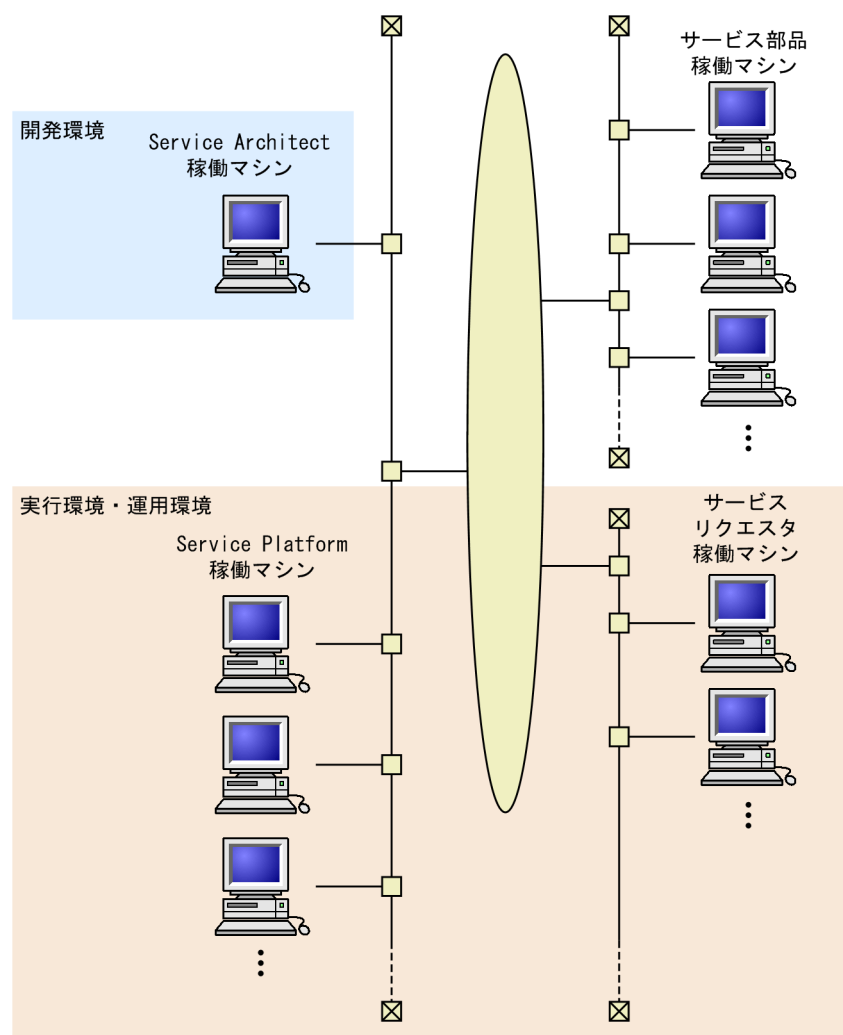 サービス部品
稼働マシン
開発環境
Service Architect
稼働マシン
実行環境・運用環境
Service Platform
稼働マシン
サービス
リクエスタ
稼働マシン